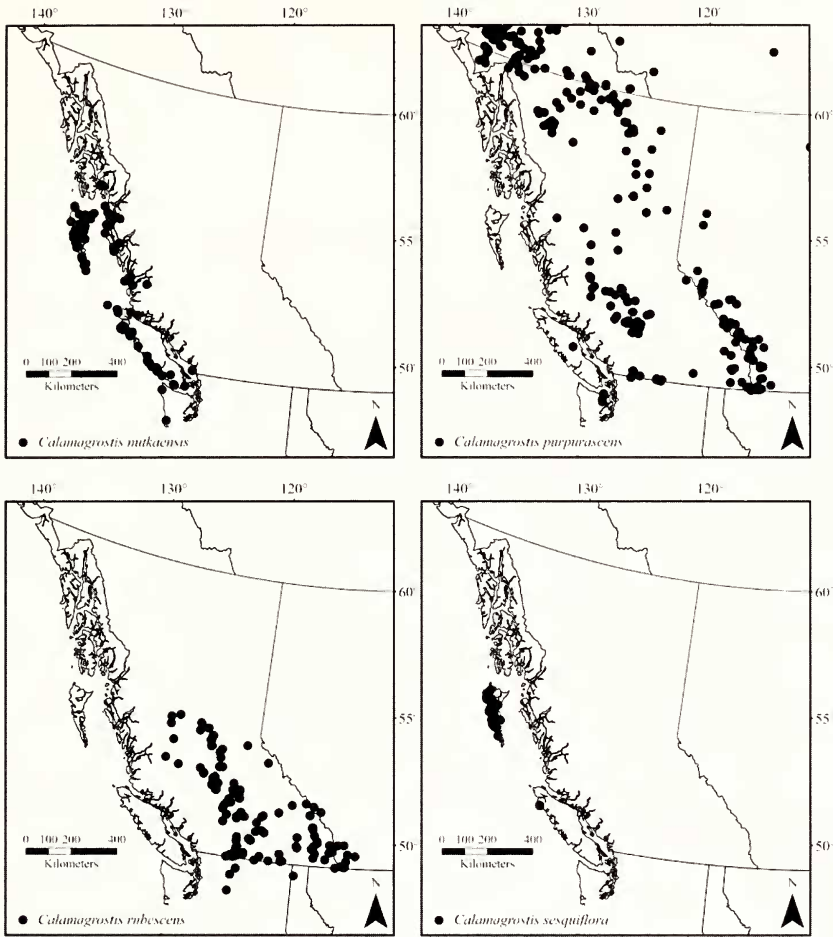 140° 130° 120°
60°
55°
50°
0 100 200 400
Kilometers
N
Calamagrostis nutkaensis
140° 130° 120°
60°
55°
50°
0 100 200 400
Kilometers
N
Calamagrostis purpurascens
140° 130° 120°
60°
55°
50°
0 100 200 400
Kilometers
N
Calamagrostis rubescens
140° 130° 120°
60°
55°
50°
0 100 200 400
Kilometers
N
Calamagrostis sesquiflora